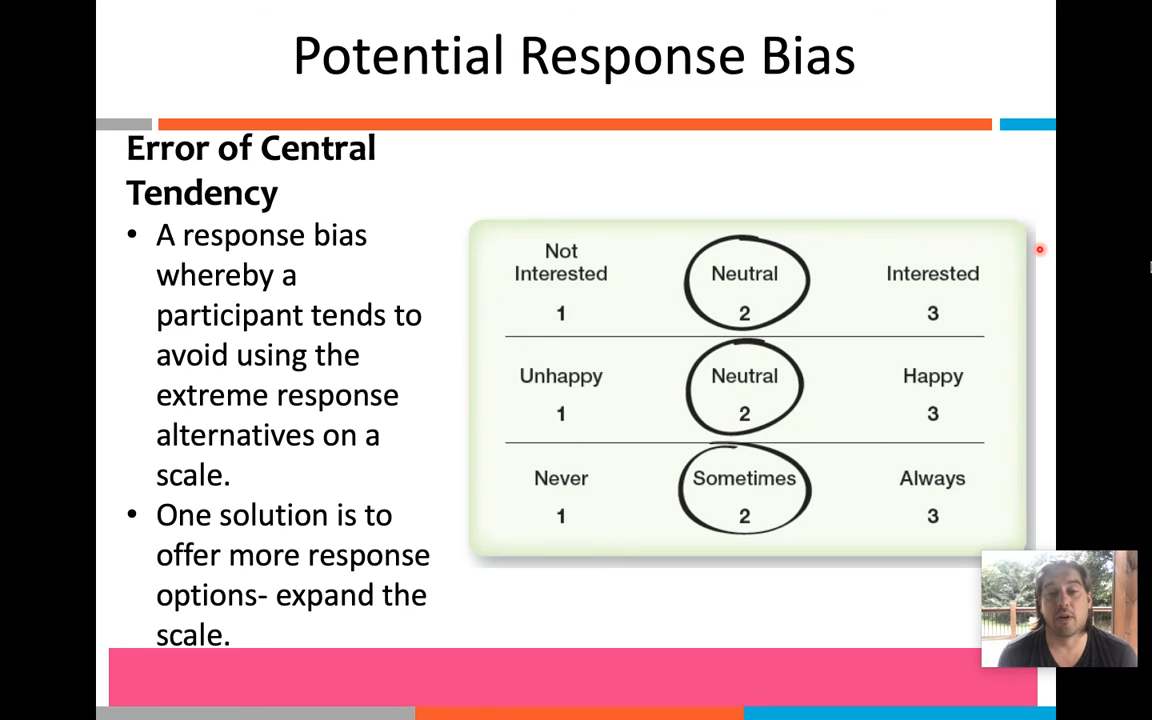 Potential Response Bias
Error of Central
Tendency
• A response bias
whereby a
participant tends to
avoid using the
extreme response
alternatives on a
scale.
• One solution is to
offer more response
options- expand the
scale.
Not
Interested Neutral Interested
1 2 3
Unhappy Neutral Happy
1 2 3
Never Sometimes Always
1 2 3